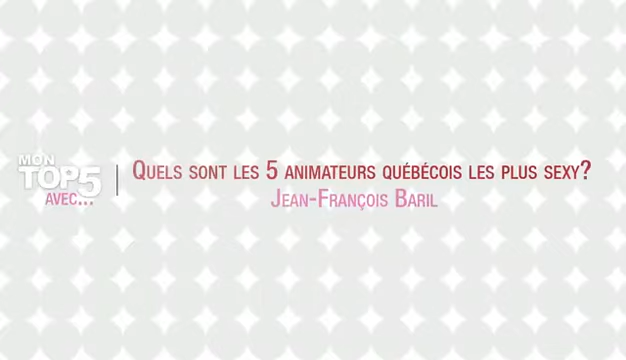 MON
TOP5
AVEC...
QUELS SONT LES 5 ANIMATEURS QUÉBÉCOIS LES PLUS SEXY?
JEAN-FRANÇOIS BARIL